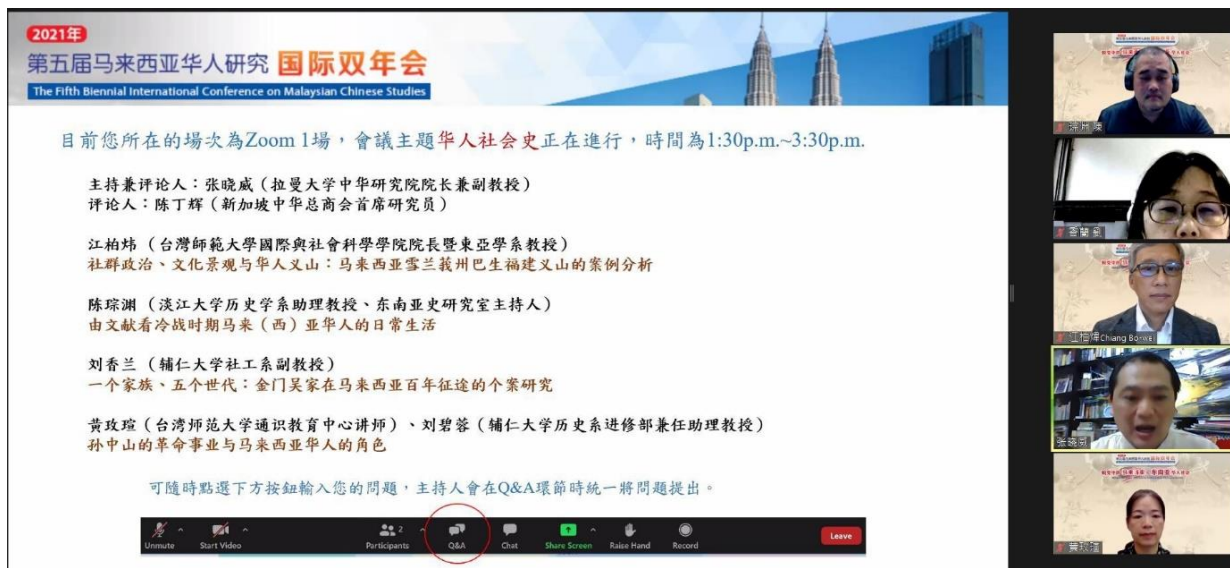 2021年
第五届马来西亚华人研究 国际双年会
The Fifth Biennial International Conference on Malaysian Chinese Studies
目前您所在的場次為Zoom 1場，會議主題华人社会史正在進行，時間為1:30p.m.~3:30p.m.
主持兼评论人：张晓威（拉曼大学中华研究院院长兼副教授）
评论人：陈丁辉（新加坡中华总商会首席研究员）
江柏炜（台灣師範大學國際與社會科學學院院長暨東亞學系教授）
社群政治、文化景观与华人义山：马来西亚雪兰莪州巴生福建义山的案例分析
陈琮渊（淡江大学历史学系助理教授、东南亚史研究室主持人）
由文献看冷战时期马来（西）亚华人的日常生活
刘香兰（辅仁大学社工系副教授）
一个家族、五个世代：金门吴家在马来西亚百年征途的个案研究
黄玫瑄（台湾师范大学通识教育中心讲师）、刘碧蓉（辅仁大学历史系进修部兼任助理教授）
孙中山的革命事业与马来西亚华人的角色
可隨時點選下方按鈕輸入您的問題，主持人會在Q&A環節時統一將問題提出。
Unmute
Start Video
Participants
2
Q&A
Chat
Share Screen
Raise Hand
Record
Leave
江柏煒Chiang Borwei
张晓威
黄玫瑄